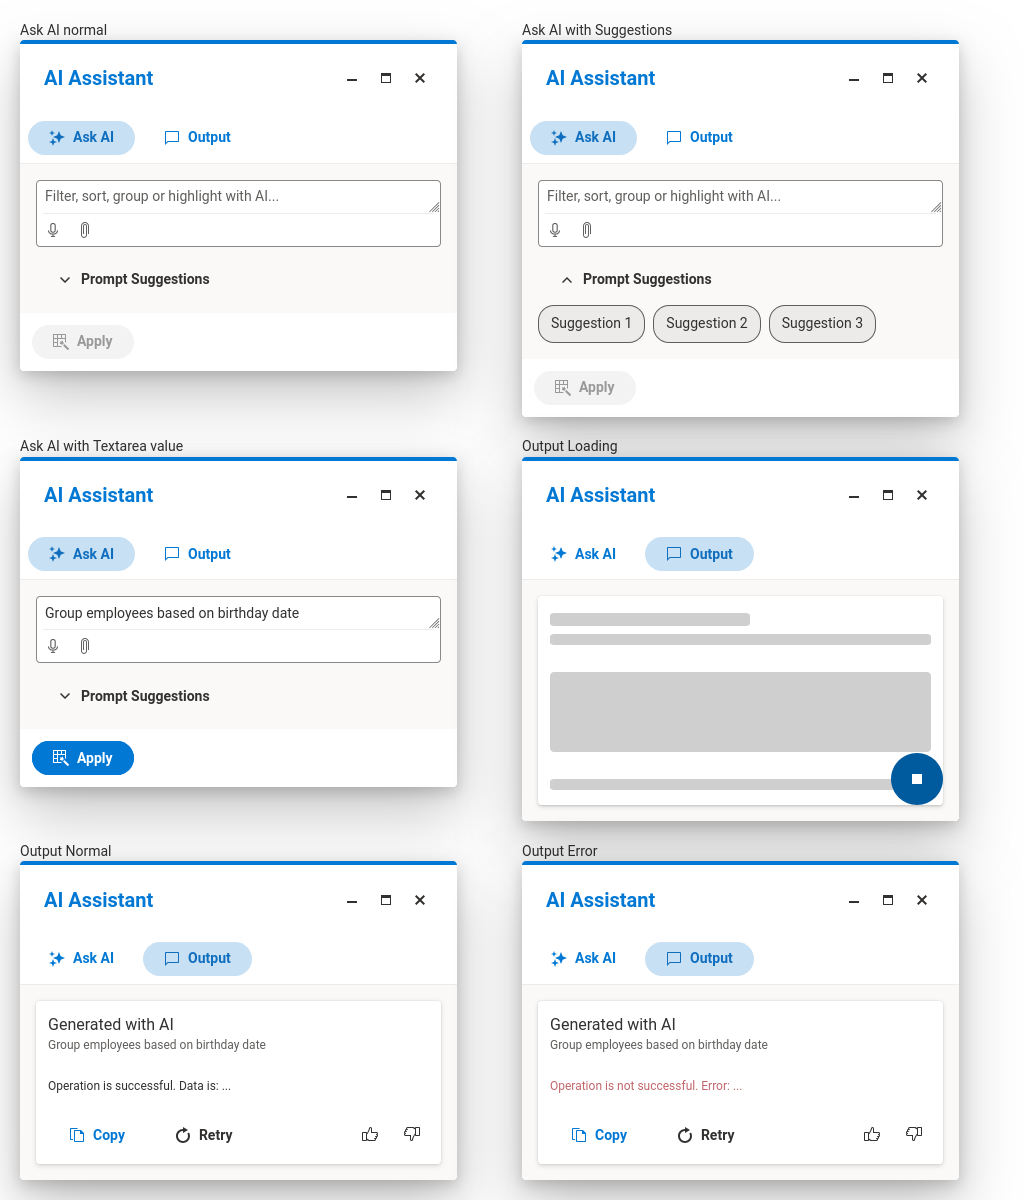 Ask AI normal
AI Assistant
Ask AI Output
Filter, sort, group or highlight with AI...
Prompt Suggestions
Apply
Ask AI with Suggestions
AI Assistant
Ask AI Output
Filter, sort, group or highlight with AI...
Prompt Suggestions
Suggestion 1 Suggestion 2 Suggestion 3
Apply
Ask AI with Textarea value
AI Assistant
Ask AI Output
Group employees based on birthday date
Prompt Suggestions
Apply
Output Loading
AI Assistant
Ask AI Output
Output Normal
AI Assistant
Ask AI Output
Generated with AI
Group employees based on birthday date
Operation is successful. Data is: ...
Copy Retry
Output Error
AI Assistant
Ask AI Output
Generated with AI
Group employees based on birthday date
Operation is not successful. Error: ...
Copy Retry